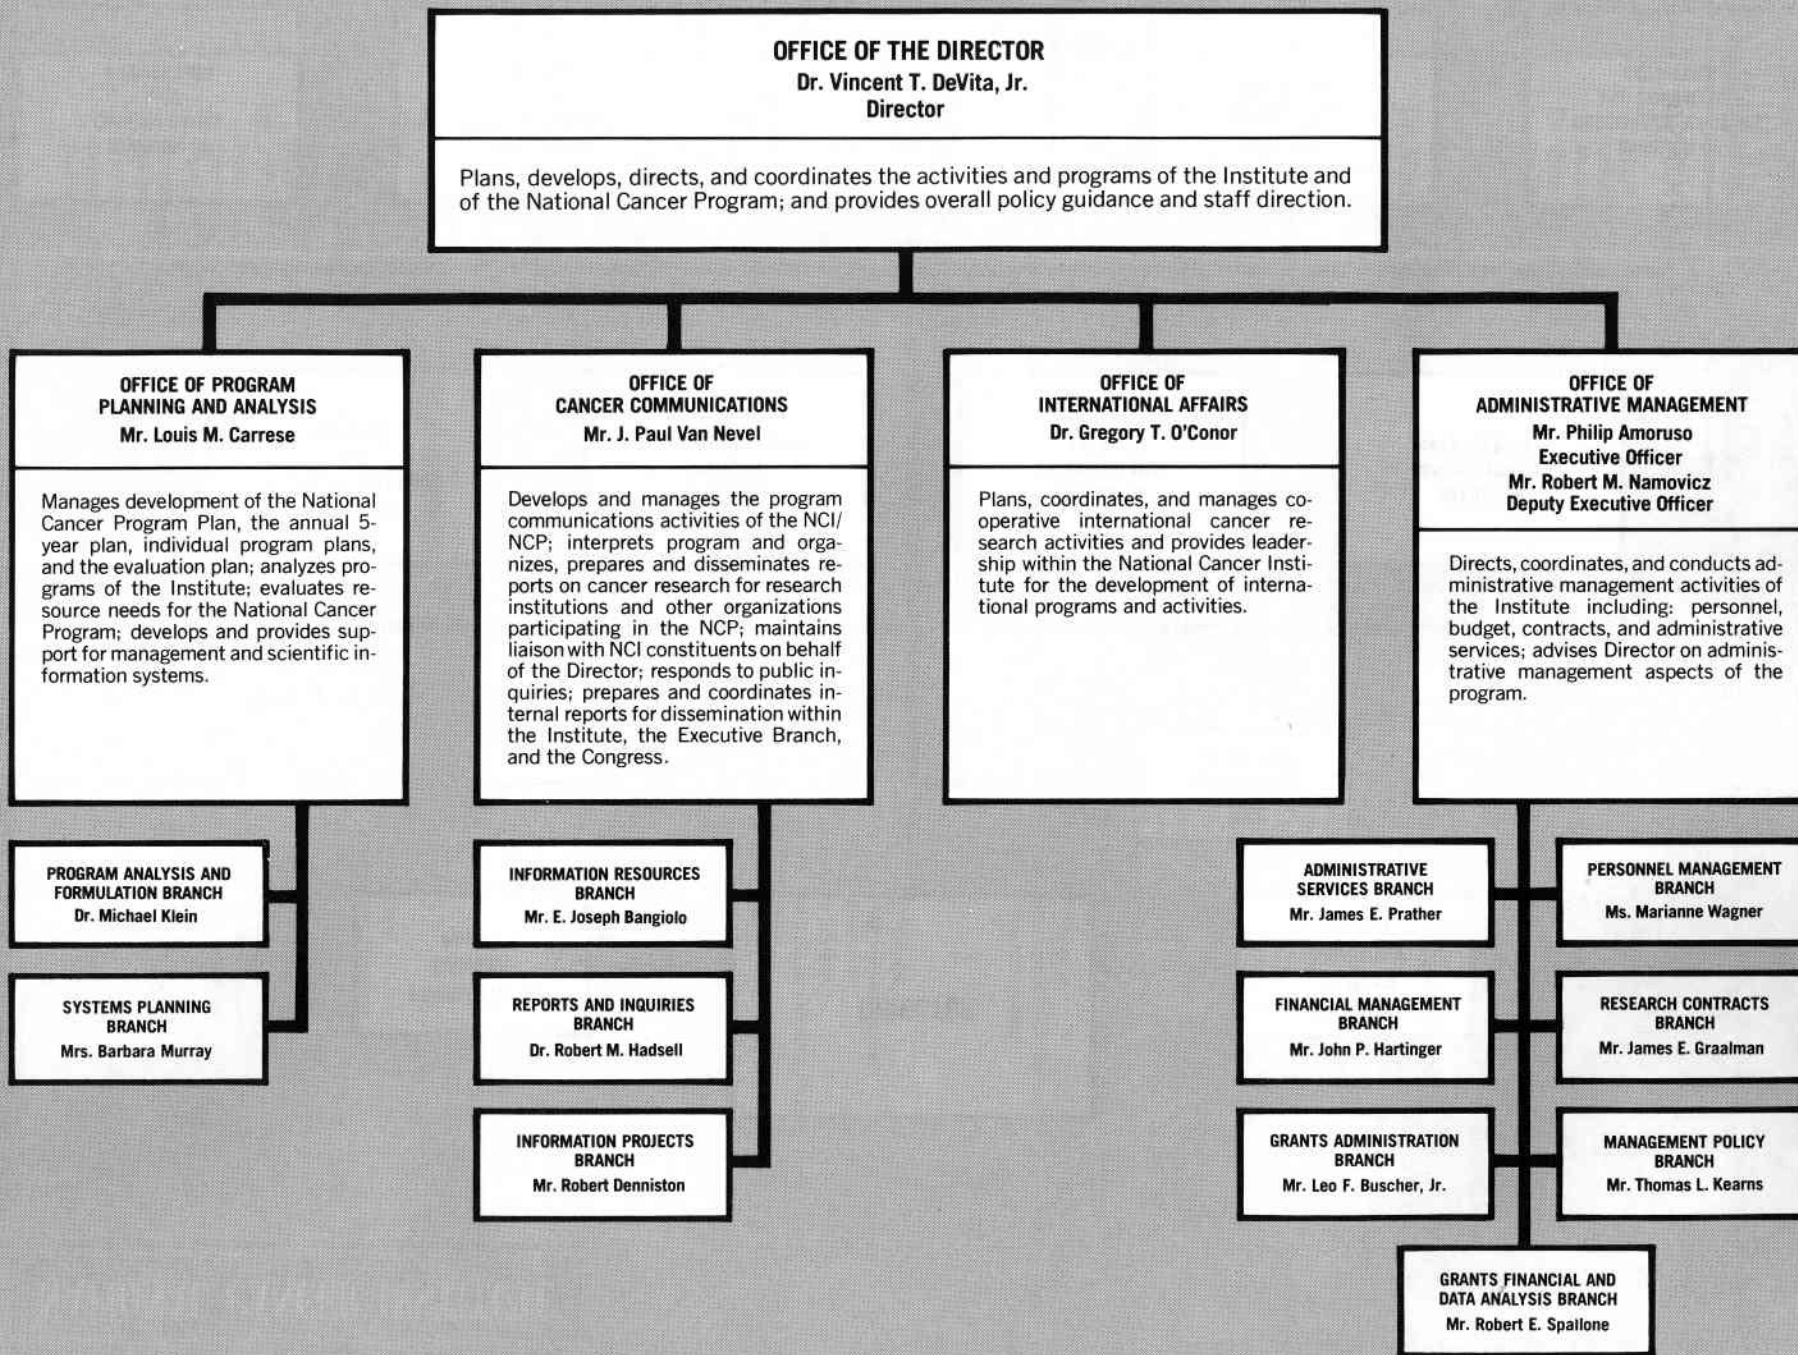 OFFICE OF THE DIRECTOR
Dr. Vincent T. DeVita, Jr.
Director
Plans, develops, directs, and coordinates the activities and programs of the Institute and
of the National Cancer Program; and provides overall policy guidance and staff direction.
OFFICE OF PROGRAM
PLANNING AND ANALYSIS
Mr. Louis M. Carrese
Manages development of the National
Cancer Program Plan, the annual 5-
year plan, individual program plans,
and the evaluation plan; analyzes pro-
grams of the Institute; evaluates re-
source needs for the National Cancer
Program; develops and provides sup-
port for management and scientific in-
formation systems.
PROGRAM ANALYSIS AND
FORMULATION BRANCH
Dr. Michael Klein
SYSTEMS PLANNING
BRANCH
Mrs. Barbara Murray
OFFICE OF
CANCER COMMUNICATIONS
Mr. J. Paul Van Nevel
Develops and manages the program
communications activities of the NCI/
NCP; interprets program and orga-
nizes, prepares and disseminates re-
ports on cancer research for research
institutions and other organizations
participating in the NCP; maintains
liaison with NCI constituents on behalf
of the Director; responds to public in-
quiries; prepares and coordinates in-
ternal reports for dissemination within
the Institute, the Executive Branch,
and the Congress.
INFORMATION RESOURCES
BRANCH
Mr. E. Joseph Bangiolo
REPORTS AND INQUIRIES
BRANCH
Dr. Robert M. Hadsell
INFORMATION PROJECTS
BRANCH
Mr. Robert Denniston
OFFICE OF
INTERNATIONAL AFFAIRS
Dr. Gregory T. O'Conor
Plans, coordinates, and manages co-
operative international cancer re-
search activities and provides leader-
ship within the National Cancer Insti-
tute for the development of interna-
tional programs and activities.
OFFICE OF
ADMINISTRATIVE MANAGEMENT
Mr. Philip Amoruso
Executive Officer
Mr. Robert M. Namovicz
Deputy Executive Officer
Directs, coordinates, and conducts ad-
ministrative management activities of
the Institute including: personnel,
budget, contracts, and administrative
services; advises Director on adminis-
trative management aspects of the
program.
ADMINISTRATIVE
SERVICES BRANCH
Mr. James E. Prather
PERSONNEL MANAGEMENT
BRANCH
Ms. Marianne Wagner
FINANCIAL MANAGEMENT
BRANCH
Mr. John P. Hartinger
RESEARCH CONTRACTS
BRANCH
Mr. James E. Graalman
GRANTS ADMINISTRATION
BRANCH
Mr. Leo F. Buscher, Jr.
MANAGEMENT POLICY
BRANCH
Mr. Thomas L. Kearns
GRANTS FINANCIAL AND
DATA ANALYSIS BRANCH
Mr. Robert E. Spallone